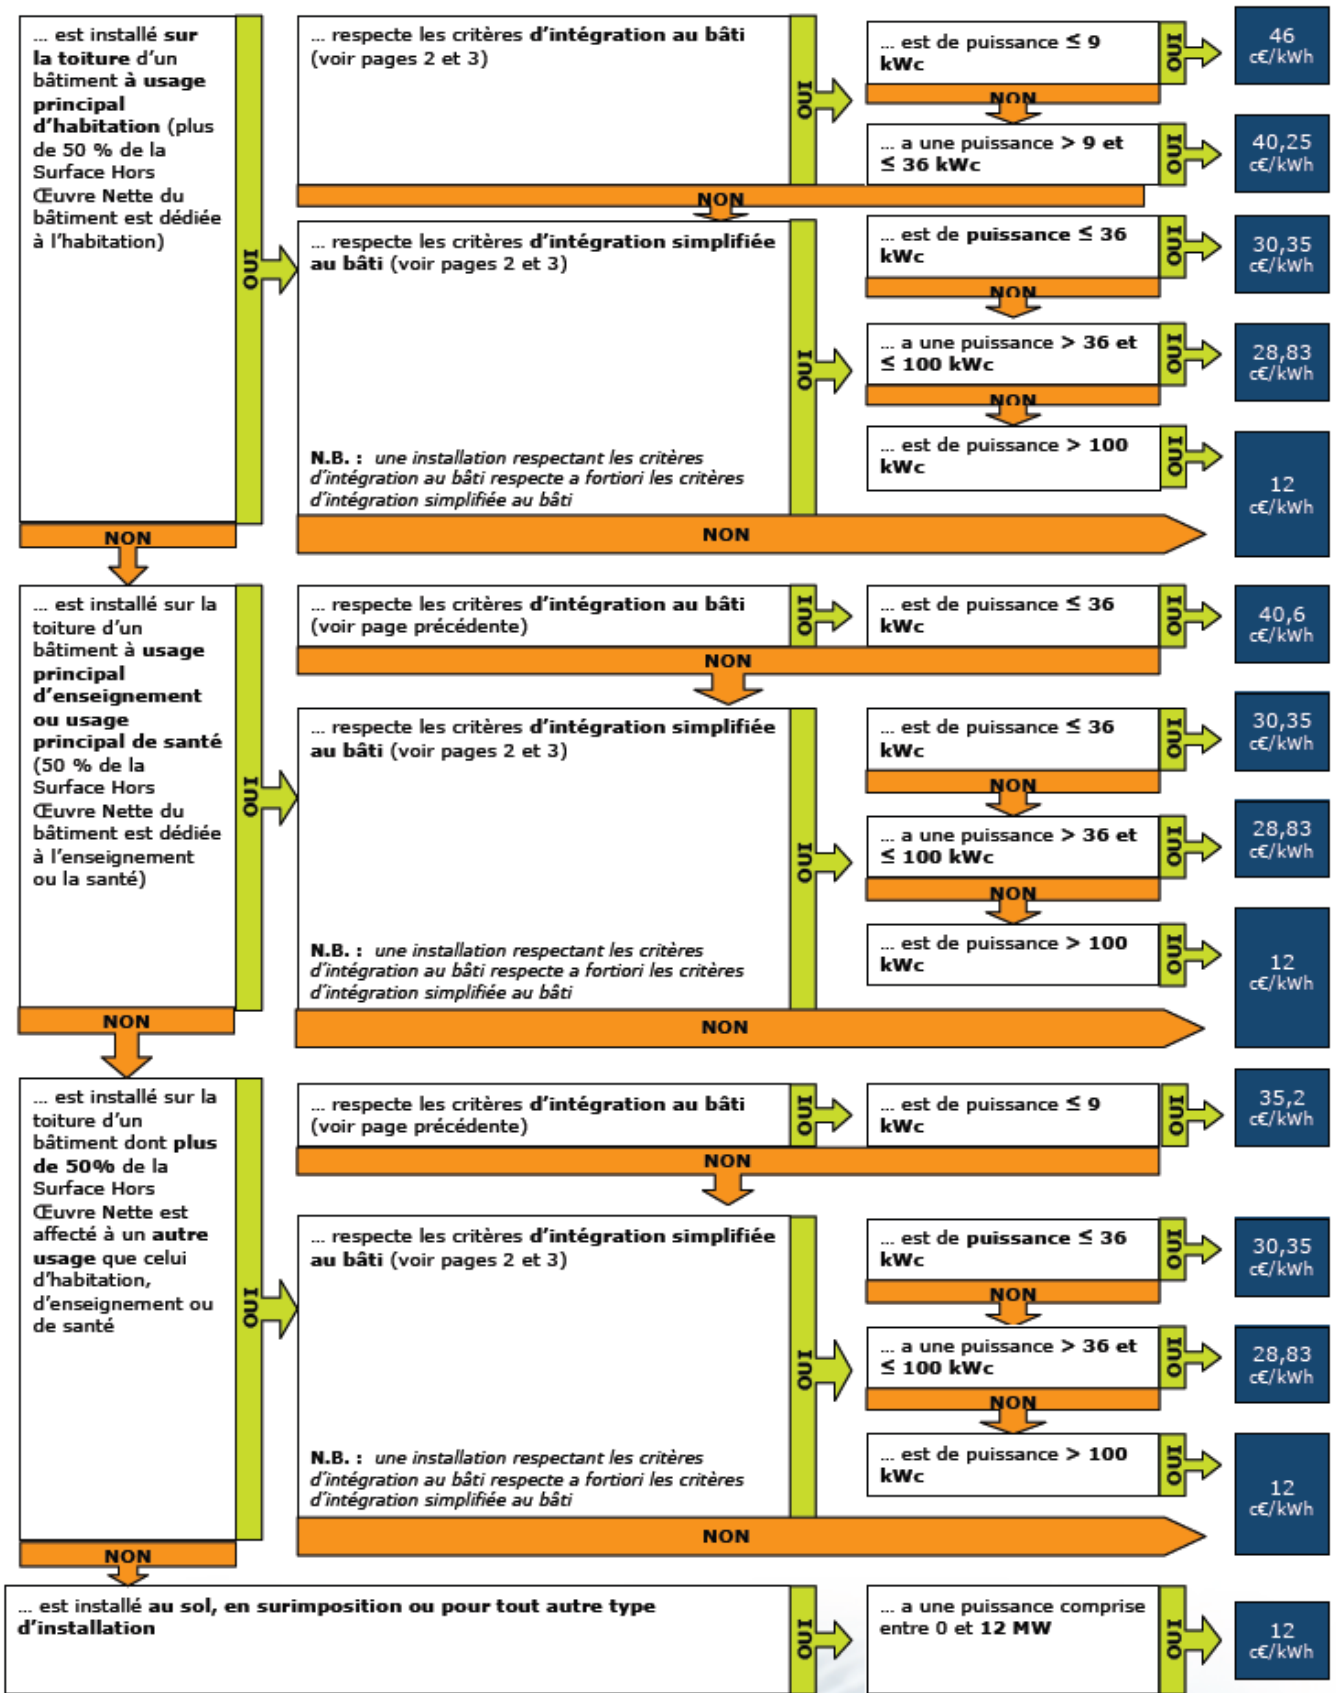 ... est installé sur
la toiture d'un
bâtiment à usage
principal
d'habitation (plus
de 50 % de la
Surface Hors
Œuvre Nette du
bâtiment est dédiée
à l'habitation)
OUI
NON
... respecte les critères d'intégration au bâti
(voir pages 2 et 3)
OUI
NON
... est de puissance ≤ 9
kWc
OUI
46
c€/kWh
NON
... a une puissance > 9 et
≤ 36 kWc
OUI
40,25
c€/kWh
... respecte les critères d'intégration simplifiée
au bâti (voir pages 2 et 3)
N.B. : une installation respectant les critères
d'intégration au bâti respecte a fortiori les critères
d'intégration simplifiée au bâti
OUI
NON
... est de puissance ≤ 36
kWc
OUI
30,35
c€/kWh
NON
... a une puissance > 36 et
≤ 100 kWc
OUI
28,83
c€/kWh
NON
... est de puissance > 100
kWc
OUI
12
c€/kWh
... est installé sur la
toiture d'un
bâtiment à usage
principal
d'enseignement
ou usage
principal de santé
(50 % de la
Surface Hors
Œuvre Nette du
bâtiment est dédiée
à l'enseignement
ou la santé)
OUI
NON
... respecte les critères d'intégration au bâti
(voir page précédente)
OUI
NON
... est de puissance ≤ 36
kWc
OUI
40,6
c€/kWh
... respecte les critères d'intégration simplifiée
au bâti (voir pages 2 et 3)
N.B. : une installation respectant les critères
d'intégration au bâti respecte a fortiori les critères
d'intégration simplifiée au bâti
OUI
NON
... est de puissance ≤ 36
kWc
OUI
30,35
c€/kWh
NON
... a une puissance > 36 et
≤ 100 kWc
OUI
28,83
c€/kWh
NON
... est de puissance > 100
kWc
OUI
12
c€/kWh
... est installé sur la
toiture d'un
bâtiment dont plus
de 50% de la
Surface Hors
Œuvre Nette est
affecté à un autre
usage que celui
d'habitation,
d'enseignement ou
de santé
OUI
NON
... respecte les critères d'intégration au bâti
(voir page précédente)
OUI
NON
... est de puissance ≤ 9
kWc
OUI
35,2
c€/kWh
... respecte les critères d'intégration simplifiée
au bâti (voir pages 2 et 3)
N.B. : une installation respectant les critères
d'intégration au bâti respecte a fortiori les critères
d'intégration simplifiée au bâti
OUI
NON
... est de puissance ≤ 36
kWc
OUI
30,35
c€/kWh
NON
... a une puissance > 36 et
≤ 100 kWc
OUI
28,83
c€/kWh
NON
... est de puissance > 100
kWc
OUI
12
c€/kWh
... est installé au sol, en surimposition ou pour tout autre type
d'installation
OUI
... a une puissance comprise
entre 0 et 12 MW
OUI
12
c€/kWh